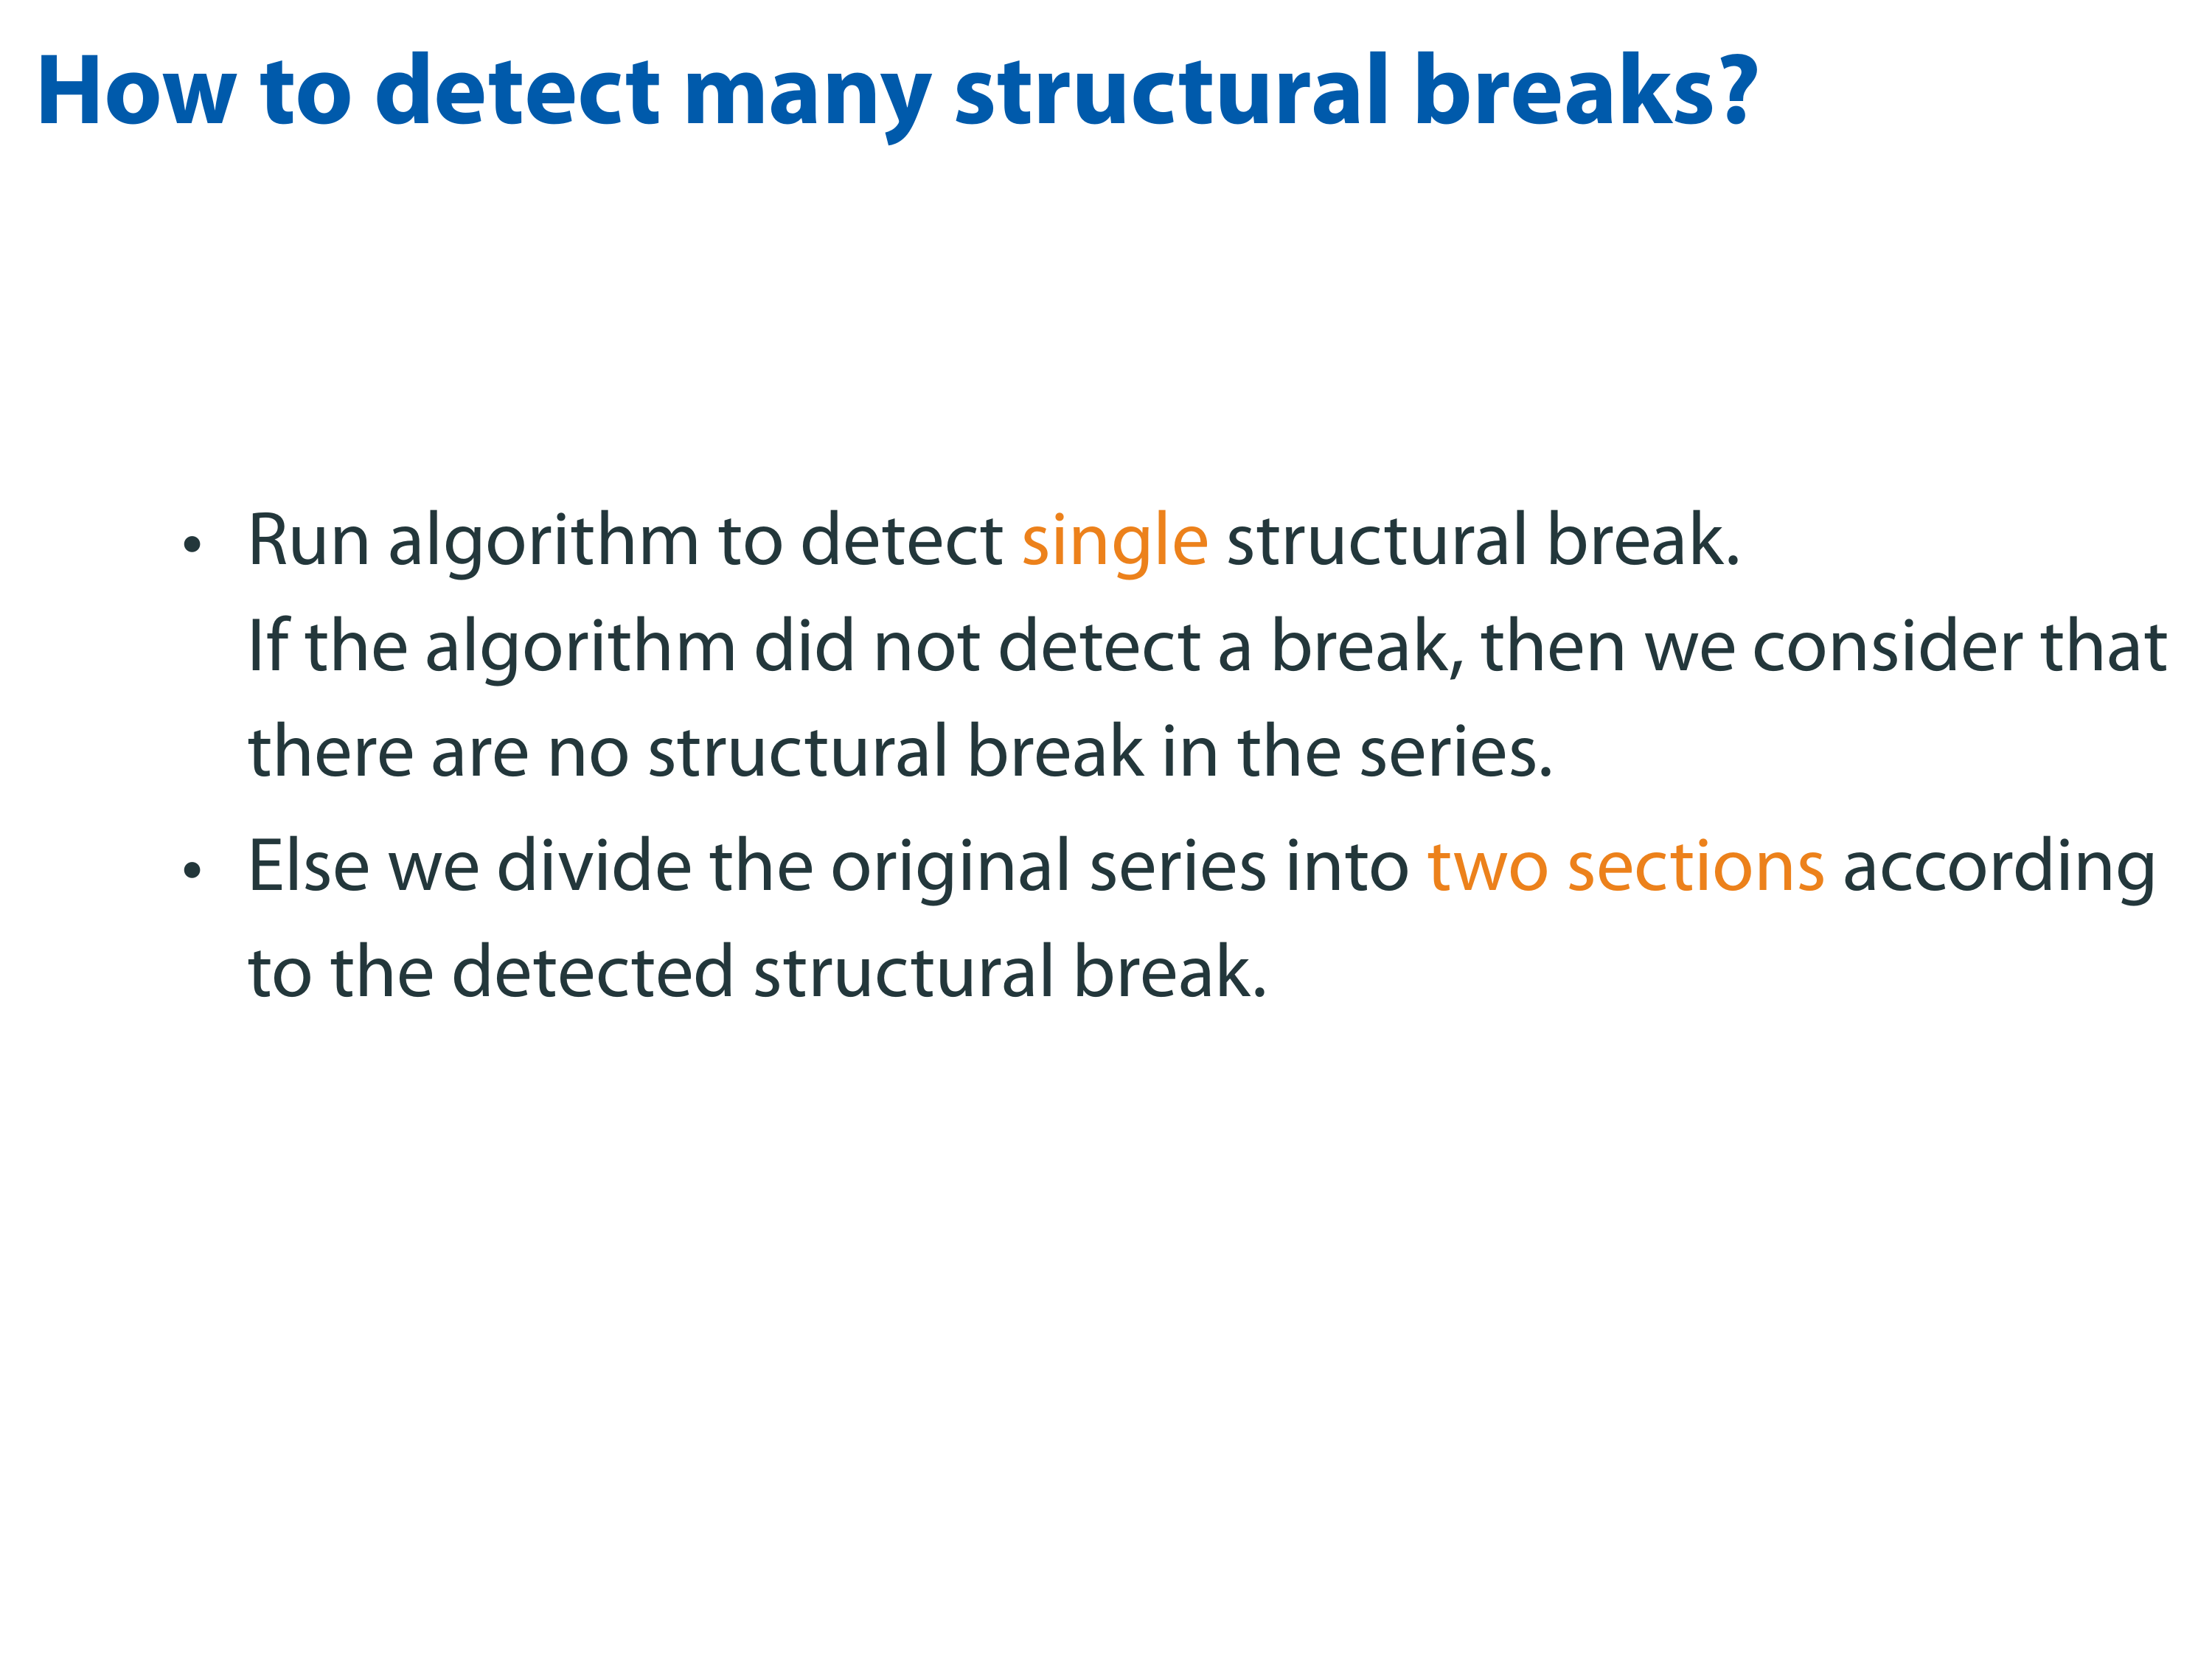 How to detect many structural breaks?
• Run algorithm to detect single structural break.
If the algorithm did not detect a break, then we consider that
there are no structural break in the series.
• Else we divide the original series into two sections according
to the detected structural break.